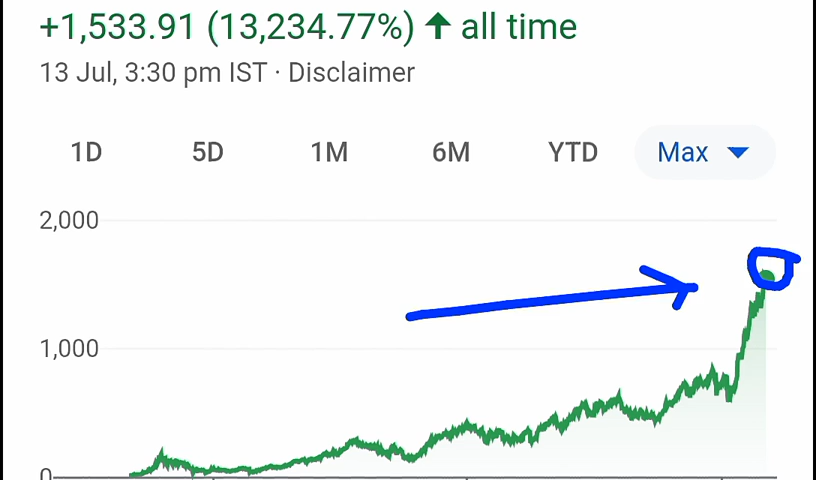 +1,533.91 (13,234.77%) ↑ all time
13 Jul, 3:30 pm IST · Disclaimer
1D 5D 1M 6M YTD Max
2,000
1,000
0